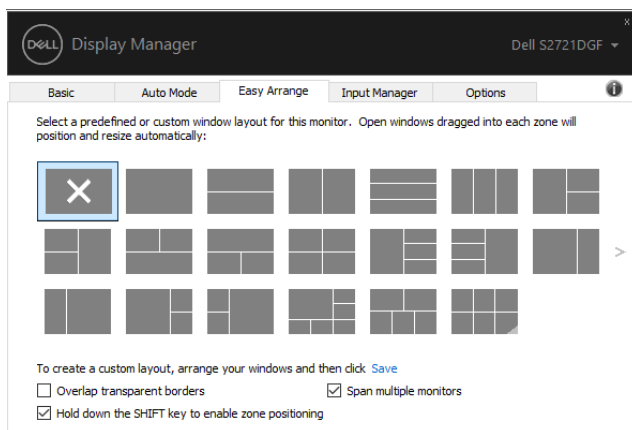 DELL Display Manager
Dell S2721DGF
Basic Auto Mode Easy Arrange Input Manager Options
Select a predefined or custom window layout for this monitor. Open windows dragged into each zone will
position and resize automatically:
To create a custom layout, arrange your windows and then click Save
Overlap transparent borders
Span multiple monitors
Hold down the SHIFT key to enable zone positioning